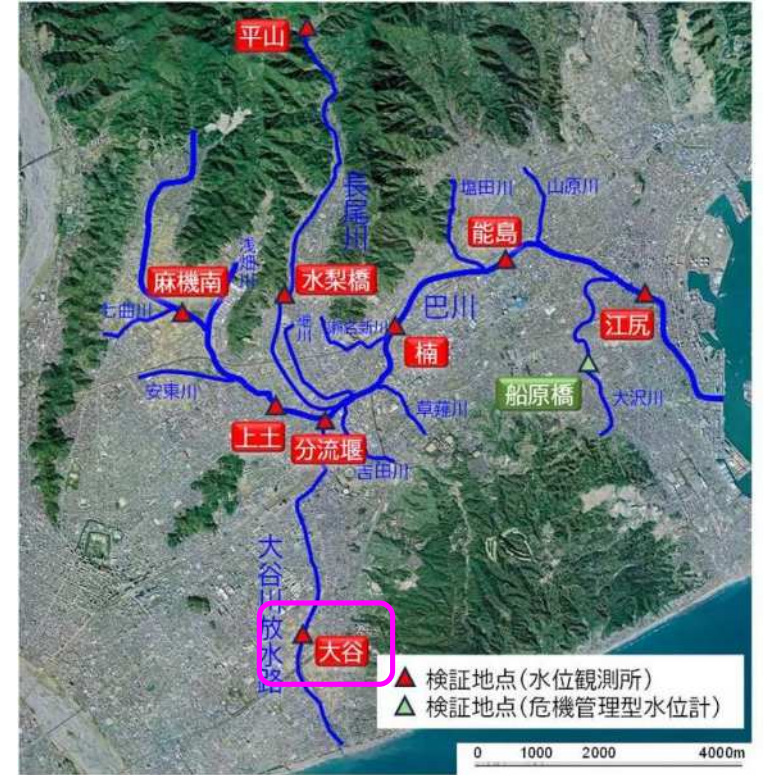 平山
長尾川
塩田川
山原川
能島
浅畑川
麻機南
水梨橋
七曲川
巴川
江尻
楠
安東川
船原橋
大沢川
草薙川
上土
分流堰
吉田川
大谷川放水路
大谷
検証地点(水位観測所)
検証地点(危機管理型水位計)
0 1000 2000 4000m